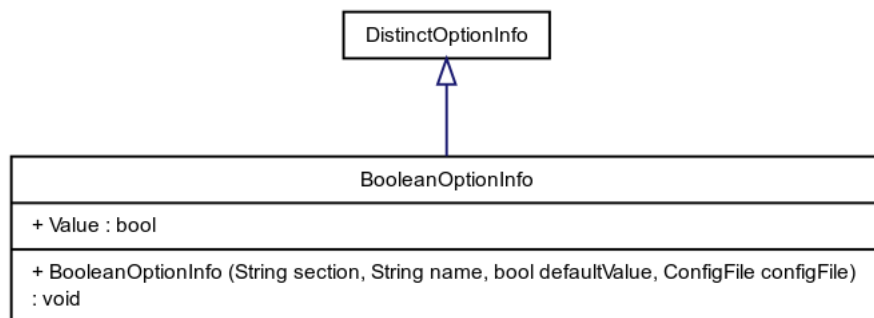 DistinctOptionInfo
BooleanOptionInfo
+ Value : bool
+ BooleanOptionInfo (String section, String name, bool defaultValue, ConfigFile configFile)
: void